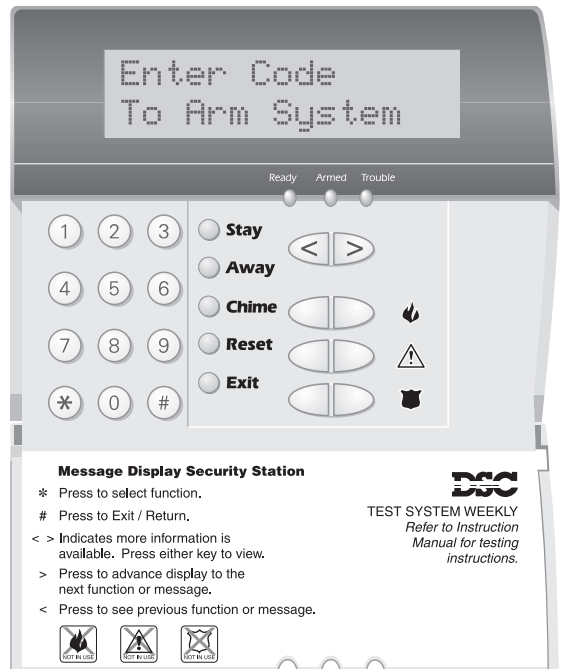 Enter Code
To Arm System
Ready Armed Trouble
1 2 3
4 5 6
7 8 9
* 0 #
Stay
Away
Chime
Reset
Exit
< >
Message Display Security Station
* Press to select function.
# Press to Exit / Return.
< > Indicates more information is
available. Press either key to view.
> Press to advance display to the
next function or message.
< Press to see previous function or message.
NOT IN USE NOT IN USE NOT IN USE
DSC
TEST SYSTEM WEEKLY
Refer to Instruction
Manual for testing
instructions.